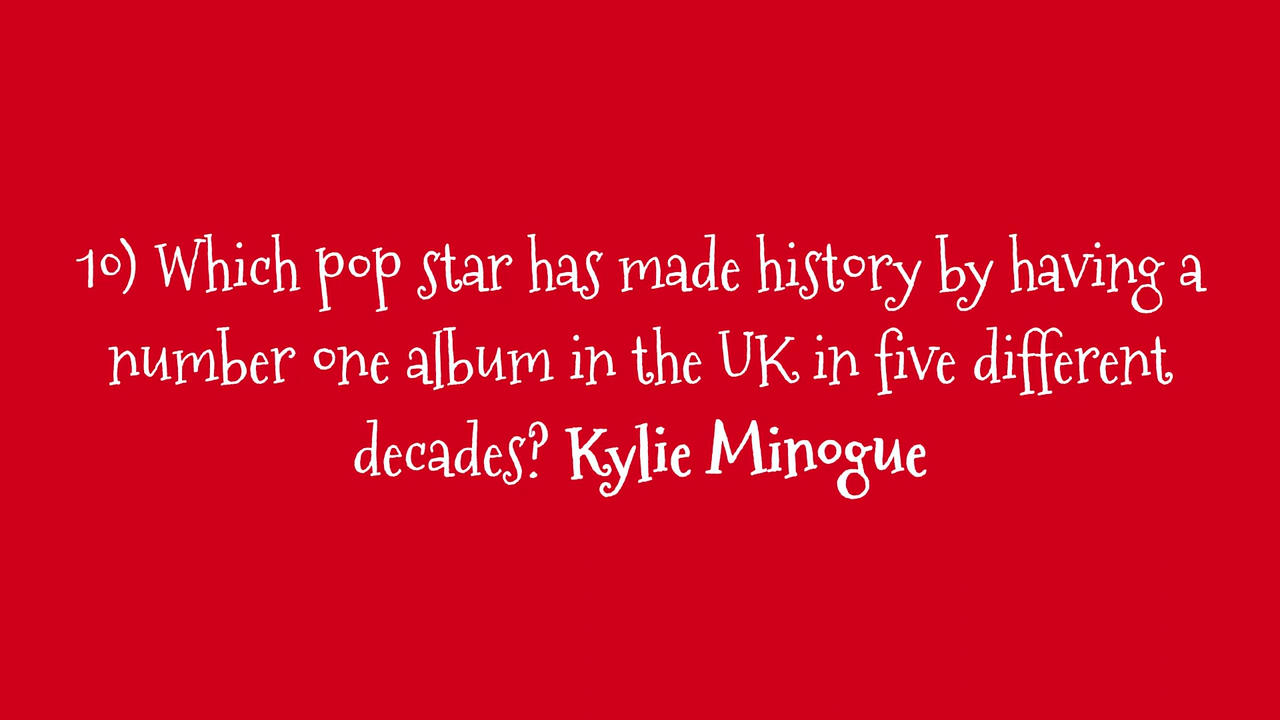 10) Which pop star has made history by having a
number one album in the UK in five different
decades? Kylie Minogue